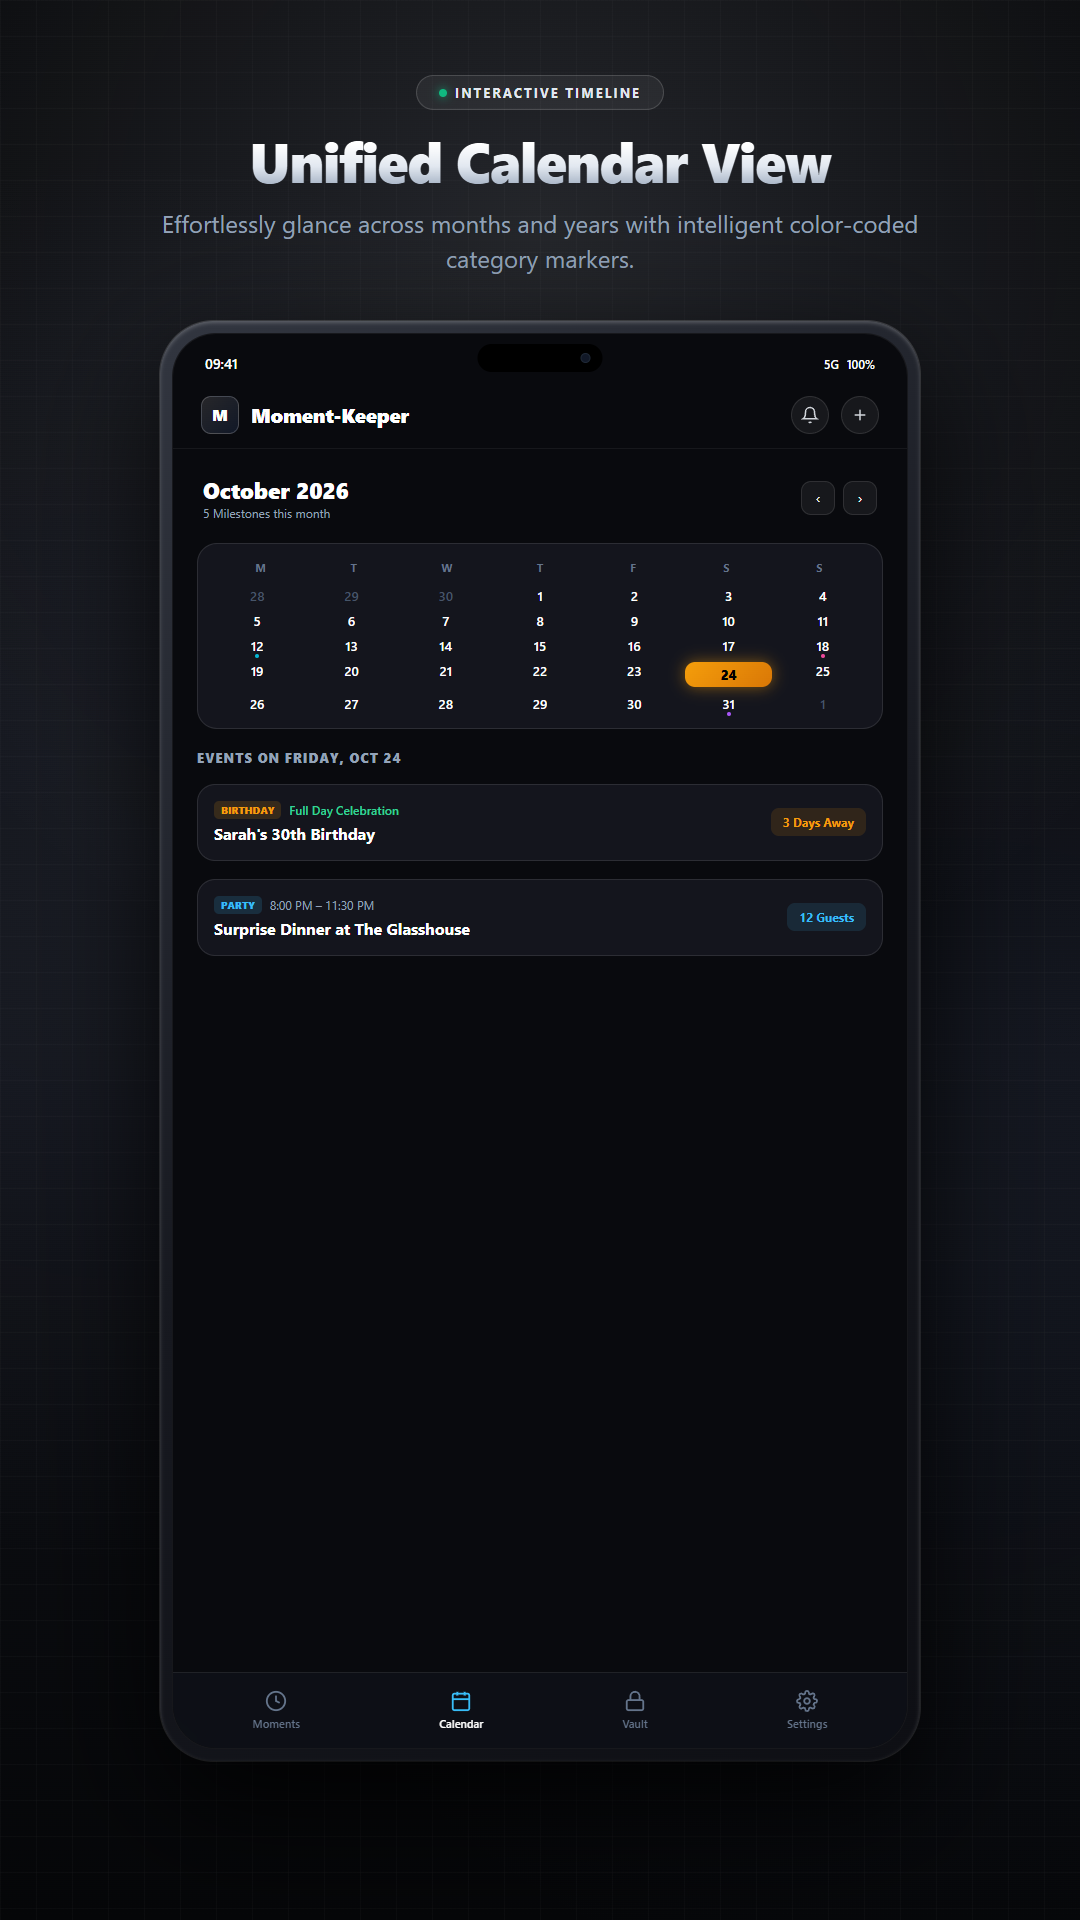 INTERACTIVE TIMELINE
Unified Calendar View
Effortlessly glance across months and years with intelligent color-coded
category markers.
09:41
5G 100%
M
Moment-Keeper
October 2026
5 Milestones this month
‹ ›
M T W T F S S
28 29 30 1 2 3 4
5 6 7 8 9 10 11
12 13 14 15 16 17 18
19 20 21 22 23 24 25
26 27 28 29 30 31 1
EVENTS ON FRIDAY, OCT 24
BIRTHDAY Full Day Celebration
Sarah's 30th Birthday
3 Days Away
PARTY 8:00 PM – 11:30 PM
Surprise Dinner at The Glasshouse
12 Guests
Moments Calendar Vault Settings